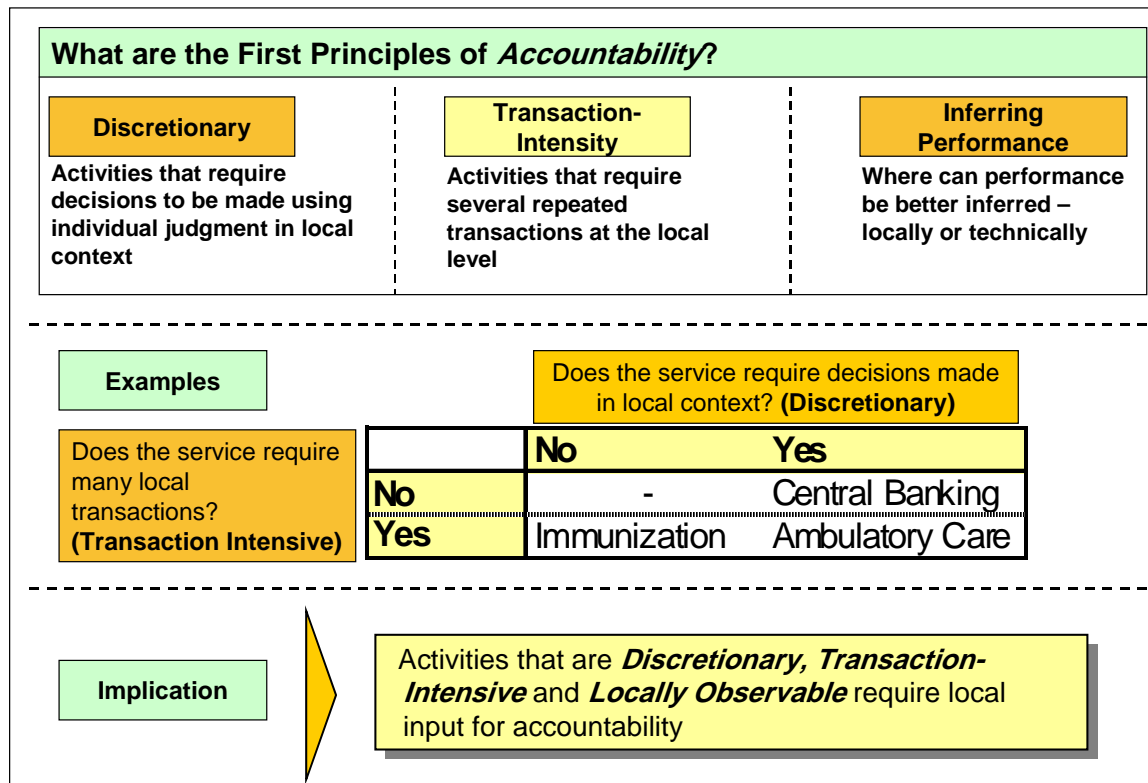 What are the First Principles of Accountability?
Discretionary
Activities that require
decisions to be made using
individual judgment in local
context
Transaction-
Intensity
Activities that require
several repeated
transactions at the local
level
Inferring
Performance
Where can performance
be better inferred –
locally or technically
Examples
Does the service require decisions made
in local context? (Discretionary)
Does the service require
many local
transactions?
(Transaction Intensive)
No Yes
No - Central Banking
Yes Immunization Ambulatory Care
Implication
Activities that are Discretionary, Transaction-
Intensive and Locally Observable require local
input for accountability